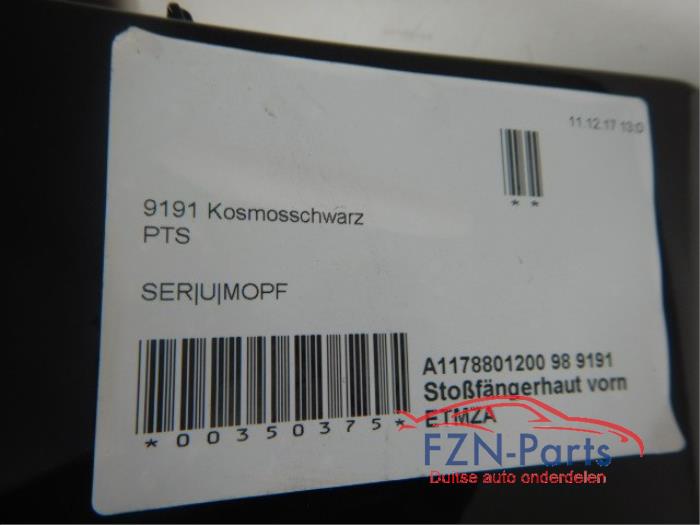 11.12.17 13:0
* *
9191 Kosmosschwarz
PTS
SER|U|MOPF
*00350375*
A1178801200 98 9191
Stoßfängerhaut vorn
ETMZA
FZN-Parts
Duitse auto onderdelen